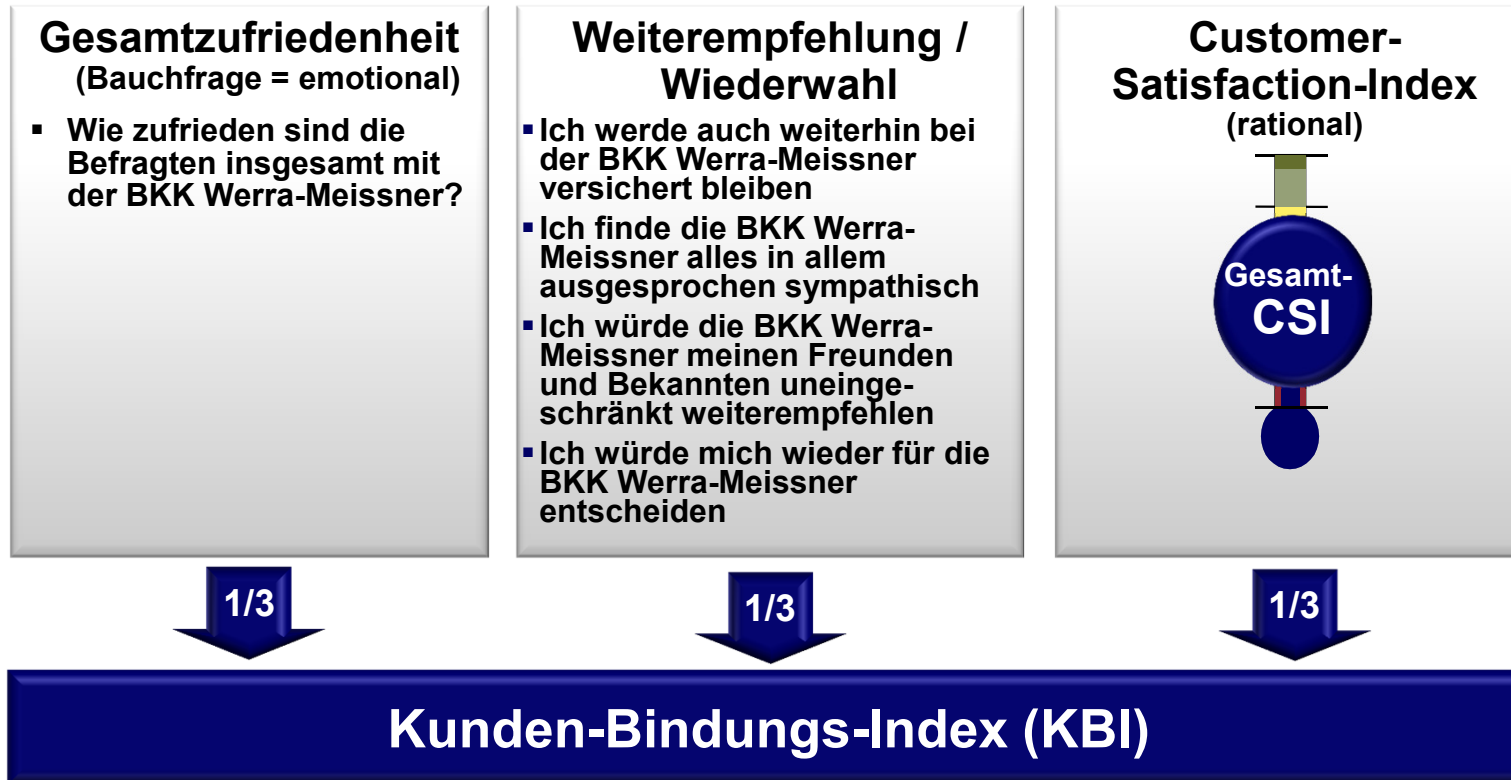 Gesamtzufriedenheit
(Bauchfrage = emotional)
▪ Wie zufrieden sind die
Befragten insgesamt mit
der BKK Werra-Meissner?
Weiterempfehlung /
Wiederwahl
▪ Ich werde auch weiterhin bei
der BKK Werra-Meissner
versichert bleiben
▪ Ich finde die BKK Werra-
Meissner alles in allem
ausgesprochen sympathisch
▪ Ich würde die BKK Werra-
Meissner meinen Freunden
und Bekannten uneinge-
schränkt weiterempfehlen
▪ Ich würde mich wieder für die
BKK Werra-Meissner
entscheiden
Customer-
Satisfaction-Index
(rational)
Gesamt-
CSI
1/3
1/3
1/3
Kunden-Bindungs-Index (KBI)